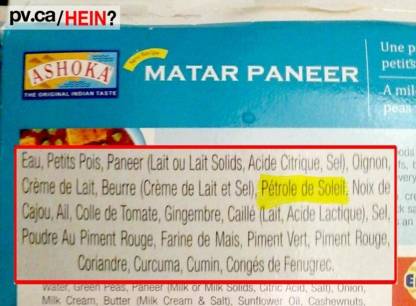 pv.ca/HEIN?
ASHOKA
THE ORIGINAL INDIAN TASTE
MATAR PANEER
Une p
petits
A mil
peas
Eau, Petits Pois, Paneer (Lait ou Lait Solids, Acide Citrique, Sel), Oignon,
Crème de Lait, Beurre (Crème de Lait et Sel), Pétrole de Soleil, Noix de
Cajou, Ail, Colle de Tomate, Gingembre, Caillé (Lait, Acide Lactique), Sel,
Poudre Au Piment Rouge, Farine de Mais, Piment Vert, Piment Rouge,
Coriandre, Curcuma, Cumin, Congés de Fenugrec.
Water, Green Peas, Paneer (Milk or Milk Solids, Citric Acid, Salt), Onion,
Milk Cream, Butter (Milk Cream & Salt), Sunflower Oil, Cashewnuts,